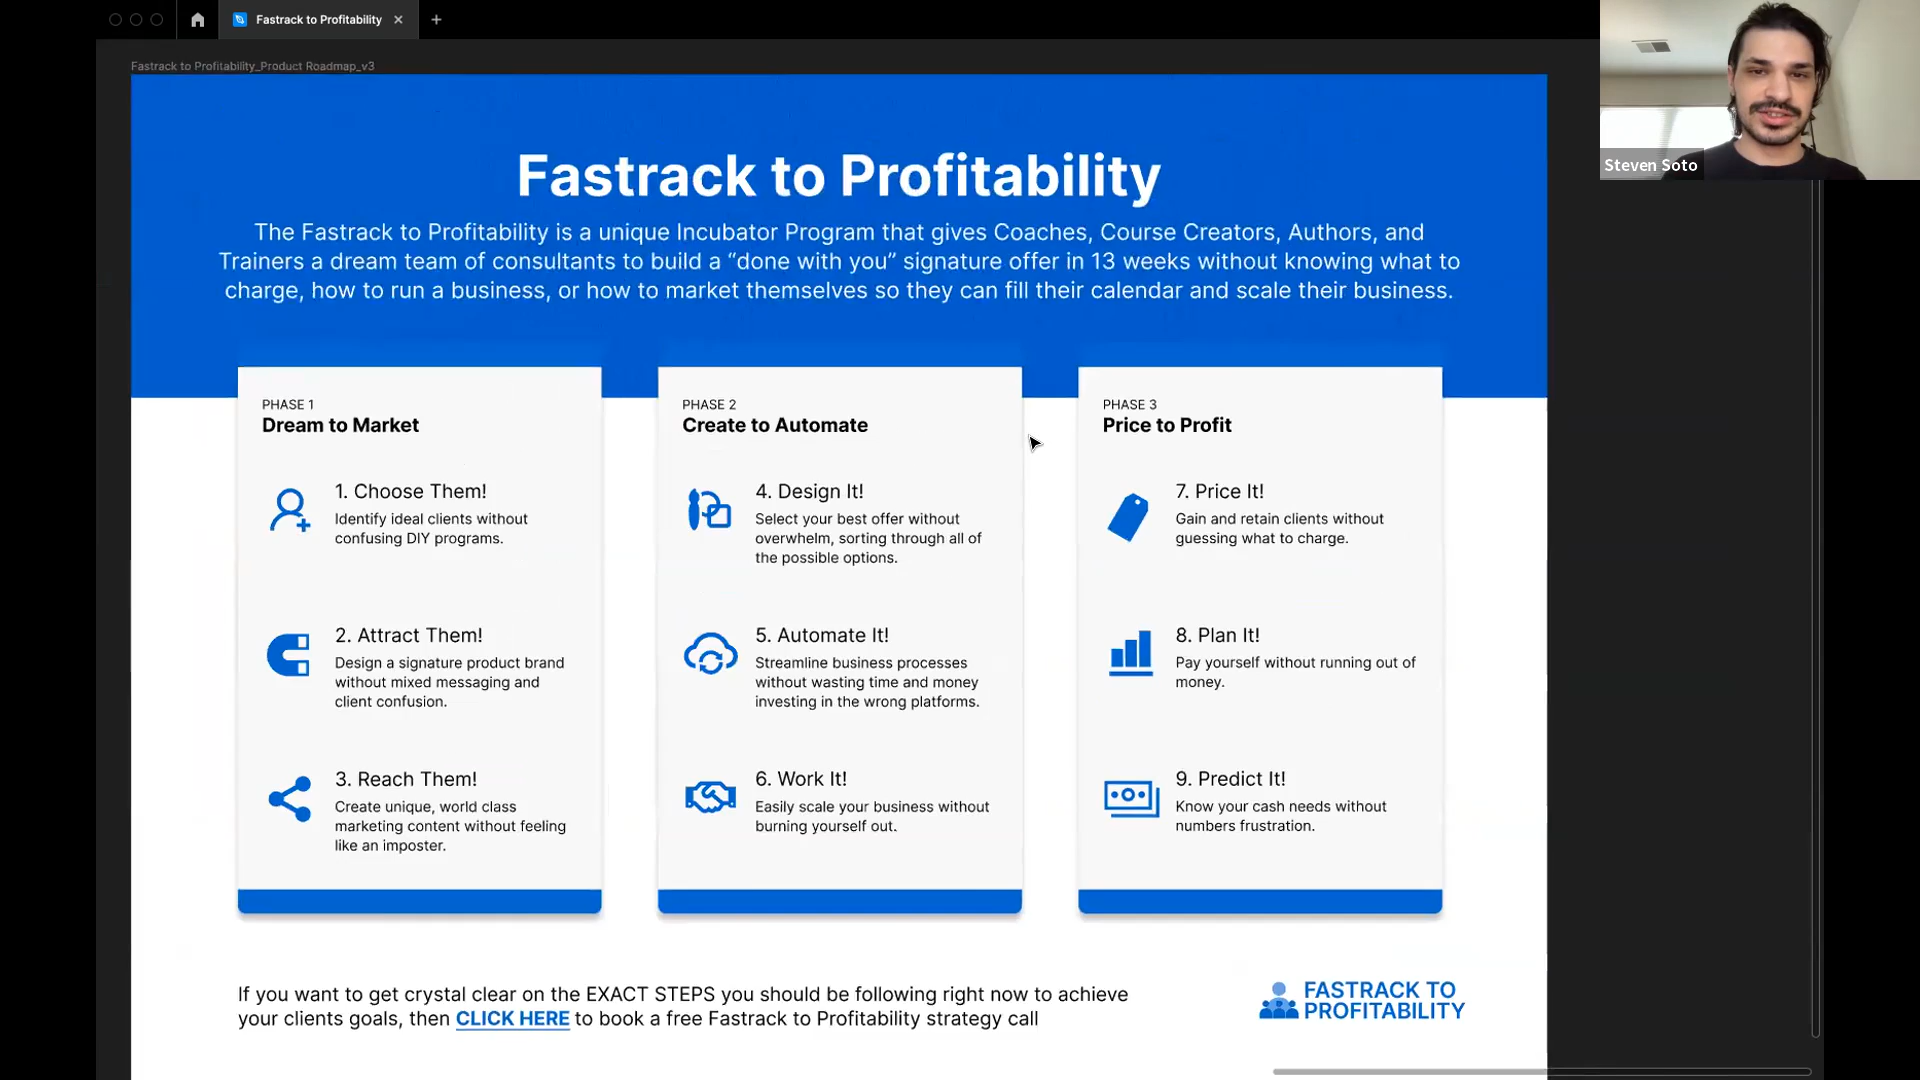 Fastrack to Profitability
Fastrack to Profitability_Product Roadmap_v3
Steven Soto
Fastrack to Profitability
The Fastrack to Profitability is a unique Incubator Program that gives Coaches, Course Creators, Authors, and
Trainers a dream team of consultants to build a “done with you” signature offer in 13 weeks without knowing what to
charge, how to run a business, or how to market themselves so they can fill their calendar and scale their business.
PHASE 1
Dream to Market
1. Choose Them!
Identify ideal clients without
confusing DIY programs.
2. Attract Them!
Design a signature product brand
without mixed messaging and
client confusion.
3. Reach Them!
Create unique, world class
marketing content without feeling
like an imposter.
PHASE 2
Create to Automate
4. Design It!
Select your best offer without
overwhelm, sorting through all of
the possible options.
5. Automate It!
Streamline business processes
without wasting time and money
investing in the wrong platforms.
6. Work It!
Easily scale your business without
burning yourself out.
PHASE 3
Price to Profit
7. Price It!
Gain and retain clients without
guessing what to charge.
8. Plan It!
Pay yourself without running out of
money.
9. Predict It!
Know your cash needs without
numbers frustration.
If you want to get crystal clear on the EXACT STEPS you should be following right now to achieve
your clients goals, then CLICK HERE to book a free Fastrack to Profitability strategy call
FASTRACK TO
PROFITABILITY